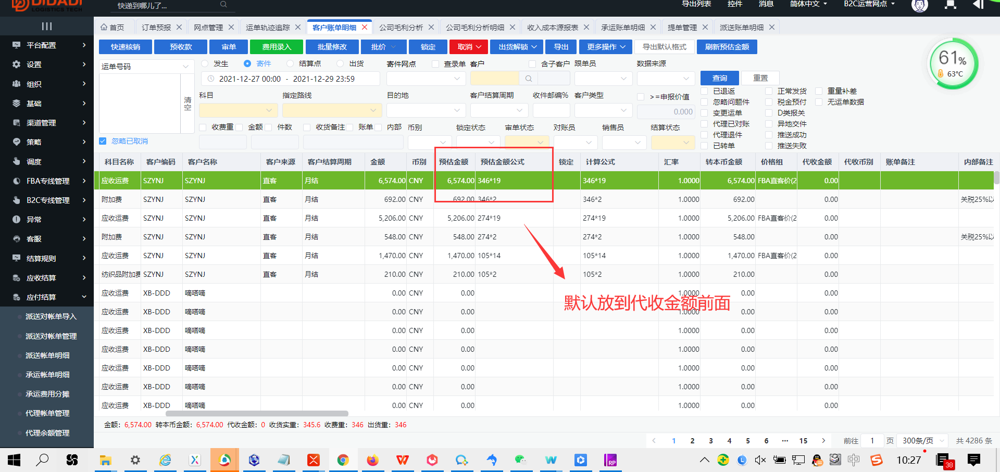 DIDADI
LOGISTICS TECH
快递到哪儿了...
导出列表 控件 消息 简体中文 B2C运营网点
首页 订单预报 网点管理 运单轨迹追踪 客户账单明细 公司毛利分析 公司毛利分析明细 收入成本源报表 承运账单明细 提单管理 派送账单明细
平台配置
设置
组织
基础
渠道管理
策略
调度
FBA专线管理
B2C专线管理
异常
客服
结算规则
应收结算
应付结算
派送对帐单导入
派送对帐单管理
派送帐单明细
承运帐单明细
承运费用分摊
代理帐单管理
代理余额管理
快速核销 预收款 审单 费用录入 批量修改 批价 锁定 取消 出货解锁 导出 更多操作 导出默认格式 刷新预估金额
61%
63°C
运单号码
清空
忽略已取消
发生 寄件 结算点 出货 寄件网点 查录单 客户 含子客户 跟单员 数据来源
2021-12-27 00:00 - 2021-12-29 23:59
查询 重置
科目 指定路线 目的地 客户结算周期 收件邮编% 客户类型 >=申报价值
0.000
收费重 金额 件数 收货备注 账单 内部 币别 锁定状态 审单状态 对账员 销售员 结算状态
已退返 正常发货 重量补差
忽略问题件 税金预付 无运单数据
变更运单 D类报关
代理已对账 异地交件
代理退件 推送成功
已转单 推送失败
科目名称 客户编码 客户名称 客户来源 客户结算周期 金额 币别 预估金额 预估金额公式 锁定 计算公式 汇率 转本币金额 价格组 代收金额 代收币别 账单备注 内部备注
应收运费 SZYNJ SZYNJ 直客 月结 6,574.00 CNY 6,574.00 346*19 346*19 1.0000 6,574.00 FBA直客价(2 0.00
附加费 SZYNJ SZYNJ 直客 月结 692.00 CNY 692.00 346*2 346*2 1.0000 692.00 0.00 关税25%以
应收运费 SZYNJ SZYNJ 直客 月结 5,206.00 CNY 5,206.00 274*19 274*19 1.0000 5,206.00 FBA直客价(2 0.00
附加费 SZYNJ SZYNJ 直客 月结 548.00 CNY 548.00 274*2 274*2 1.0000 548.00 0.00 关税25%以
应收运费 SZYNJ SZYNJ 直客 月结 1,470.00 CNY 1,470.00 105*14 105*14 1.0000 1,470.00 FBA直客价(2 0.00
纺织品附加费 SZYNJ SZYNJ 直客 月结 210.00 CNY 210.00 105*2 105*2 1.0000 210.00 0.00
应收运费 XB-DDD 嘀嗒嘀 0.00 CNY 0.00 1.0000 0.00 0.00
默认放到代收金额前面
应收运费 XB-DDD 嘀嗒嘀 0.00 CNY 0.00 1.0000 0.00 0.00
应收运费 XB-DDD 嘀嗒嘀 0.00 CNY 0.00 1.0000 0.00 0.00
应收运费 XB-DDD 嘀嗒嘀 0.00 CNY 0.00 1.0000 0.00 0.00
应收运费 XB-DDD 嘀嗒嘀 0.00 CNY 0.00 1.0000 0.00 0.00
应收运费 XB-DDD 嘀嗒嘀 0.00 CNY 0.00 1.0000 0.00 0.00
应收运费 XB-DDD 嘀嗒嘀 0.00 CNY 0.00 1.0000 0.00 0.00
金额: 6,574.00 转本币金额: 6,574.00 代收金额: 0 收货实重: 345.6 收费重: 346 出货重: 346
1 2 3 4 5 6 ··· 15 前往 1 页 300条/页 共 4286 条
RP 中 10:27 38